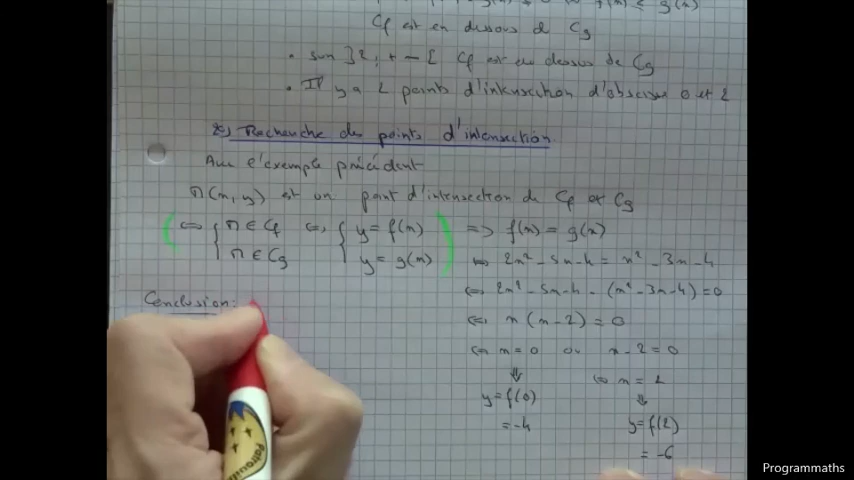 Cf est en dessous de Cg
• sur ]2 ; +∞[ Cf est au dessus de Cg
• Il y a 2 points d'intersection d'abscisse 0 et 2
2°) Recherche des points d'intersection
Avec l'exemple précédent
M(x, y) est un point d'intersection de Cf et Cg
⇔ { M ∈ Cf ⇔ { y = f(x) ⇒ f(x) = g(x)
M ∈ Cg y = g(x) ⇔ 2x² - 5x - 4 = x² - 3x - 4
⇔ 2x² - 5x - 4 - (x² - 3x - 4) = 0
⇔ x(x - 2) = 0
⇔ x = 0 ou x - 2 = 0
⇔ x = 2
y = f(0)
= -4
y = f(2)
= -6
Conclusion:
Programmaths